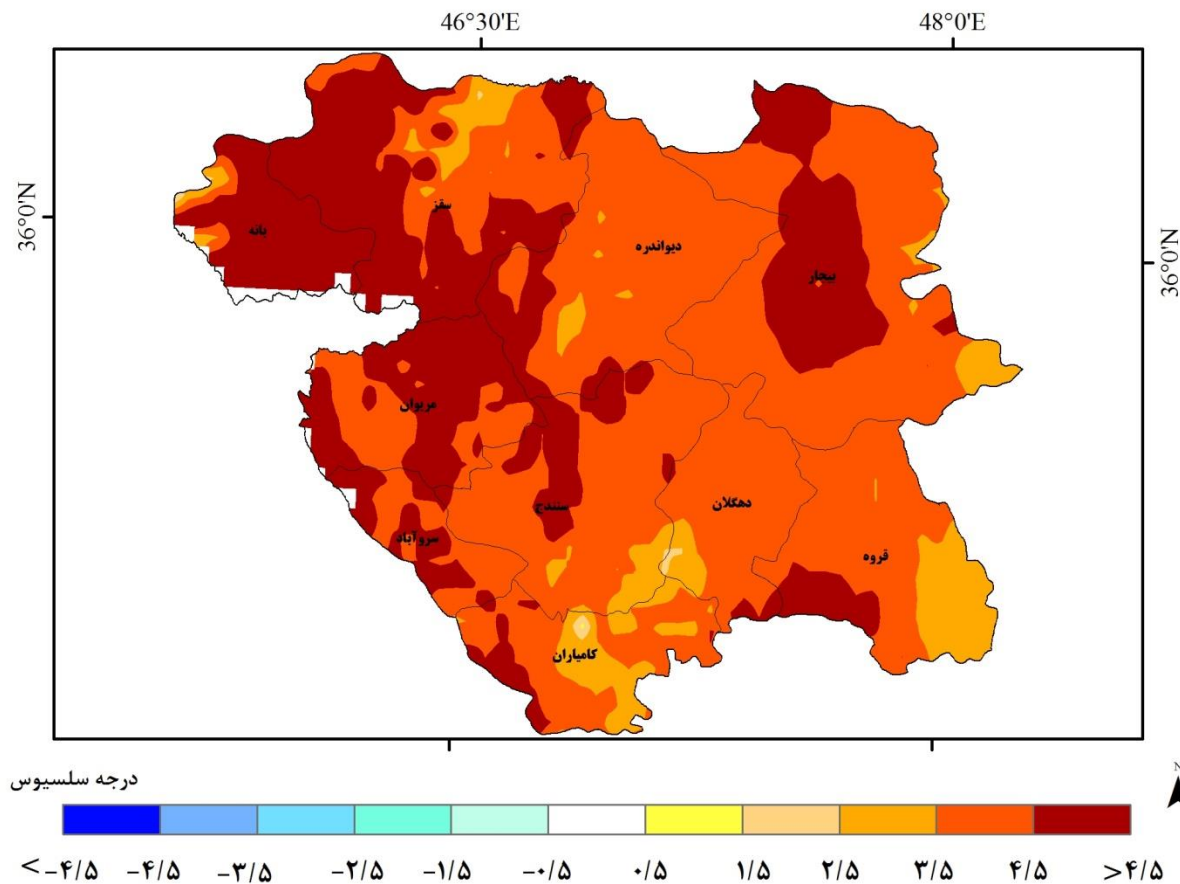 46°30'E 48°0'E
36°0'N
36°0'N
سقز
بانه
دیواندره
بیجار
مریوان
سنندج
دهگلان
سروآباد
قروه
کامیاران
درجه سلسیوس
N
<-۴/۵ -۴/۵ -۳/۵ -۲/۵ -۱/۵ -۰/۵ ۰/۵ ۱/۵ ۲/۵ ۳/۵ ۴/۵ >۴/۵